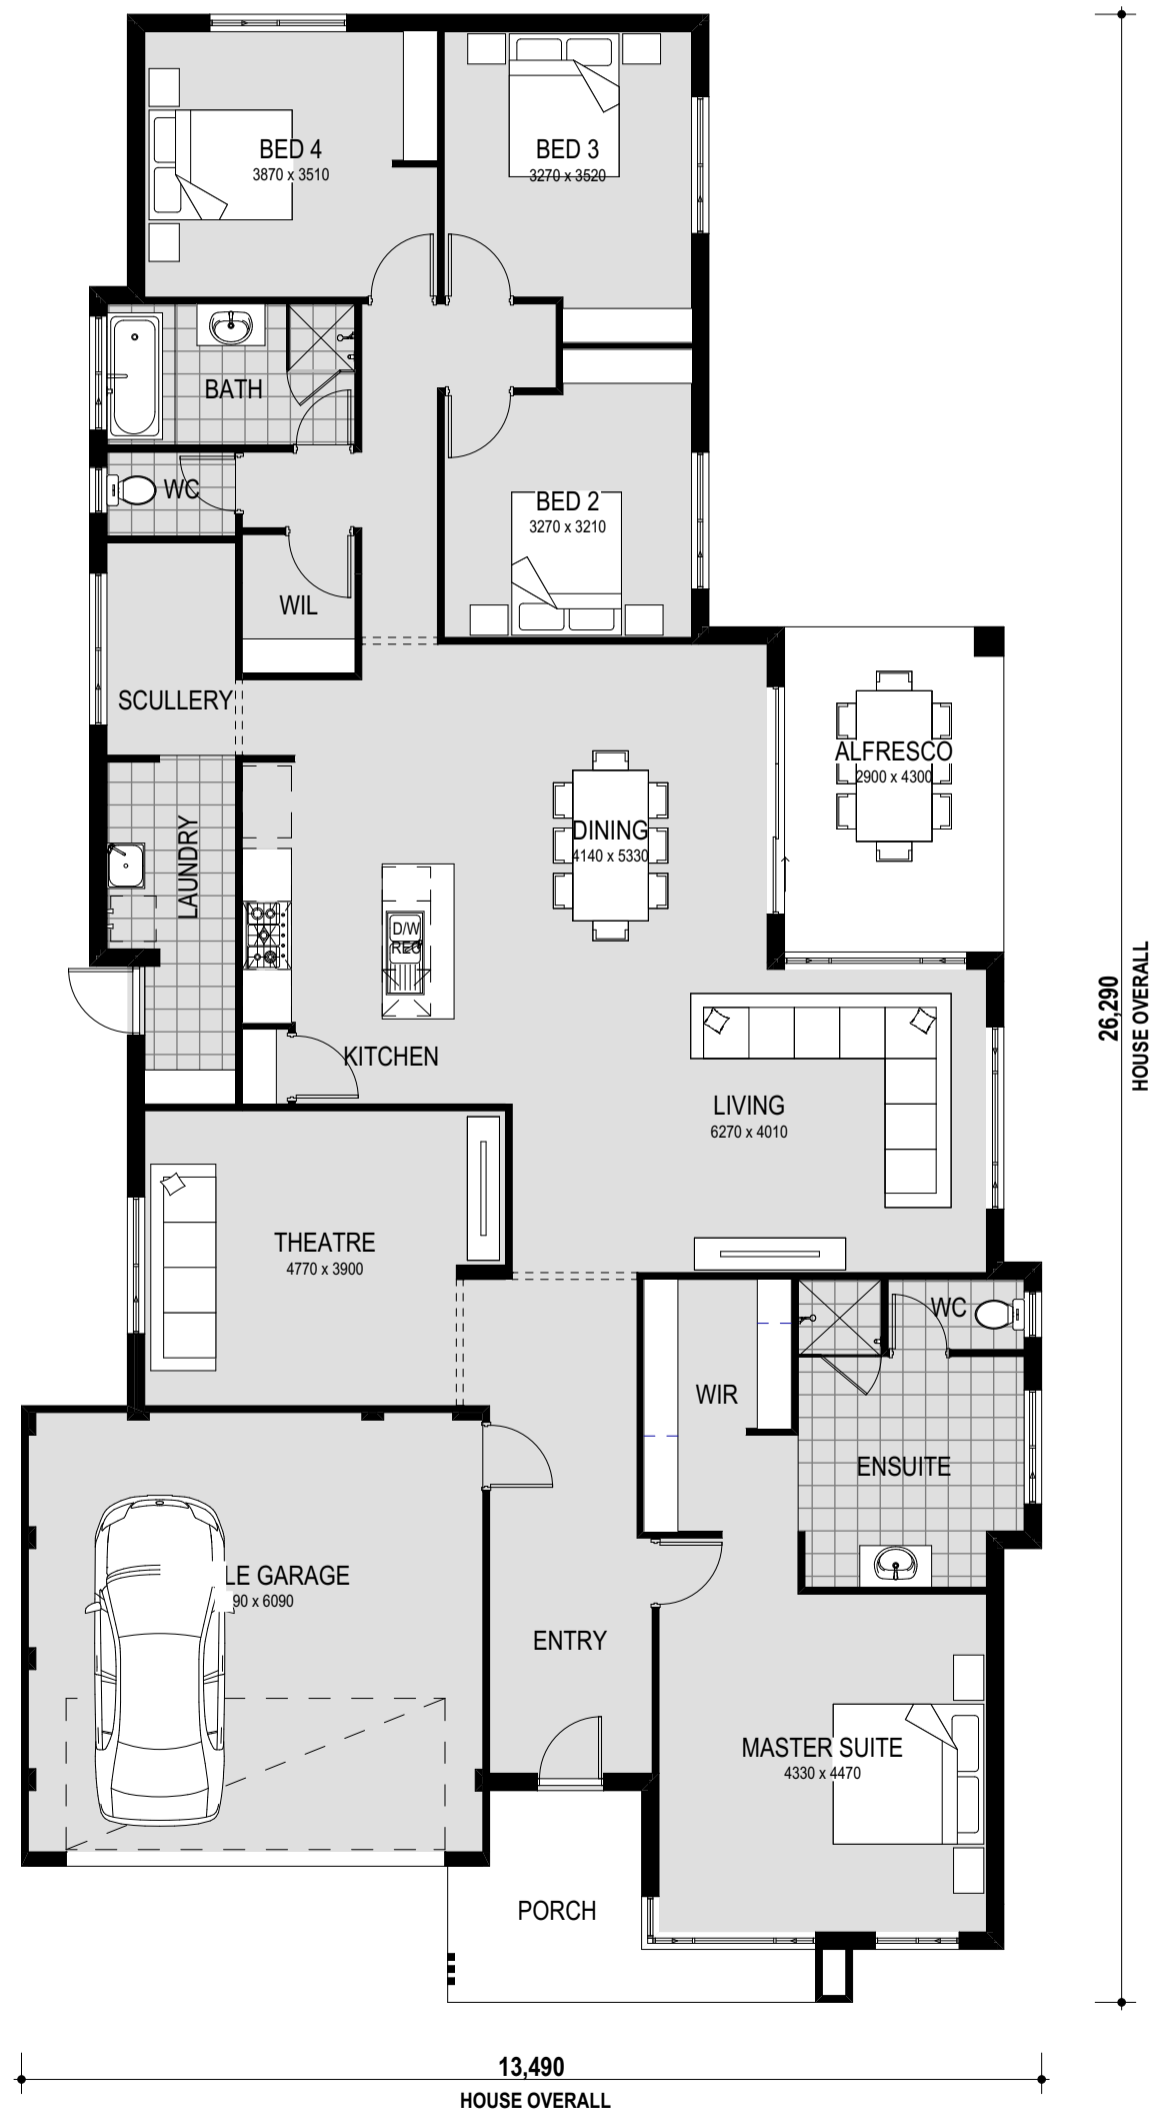 BED 4
3870 x 3510
BED 3
3270 x 3520
BATH
WC
BED 2
3270 x 3210
WIL
SCULLERY
ALFRESCO
2900 x 4300
DINING
4140 x 5330
LAUNDRY
D/W
REC
KITCHEN
LIVING
6270 x 4010
26,290
HOUSE OVERALL
THEATRE
4770 x 3900
WC
WIR
ENSUITE
LE GARAGE
90 x 6090
ENTRY
MASTER SUITE
4330 x 4470
PORCH
13,490
HOUSE OVERALL